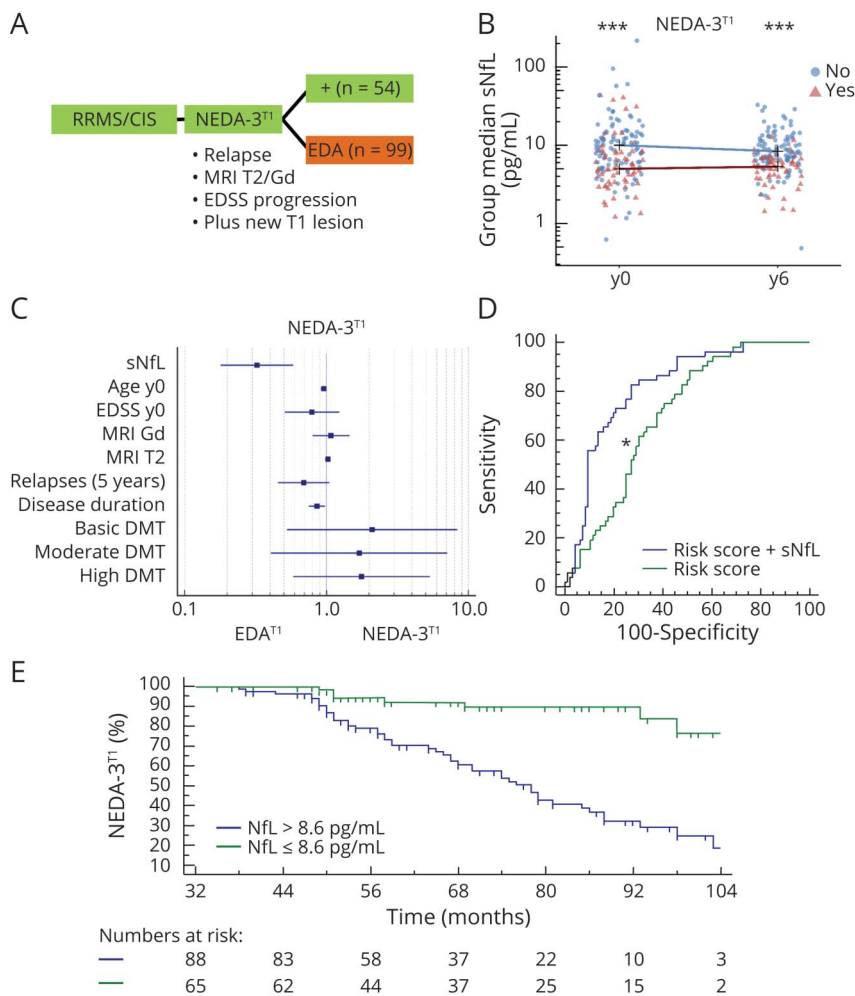 A
RRMS/CIS
NEDA-3T1
+ (n = 54)
EDA (n = 99)
• Relapse
• MRI T2/Gd
• EDSS progression
• Plus new T1 lesion
B
*** NEDA-3T1 ***
No
Yes
Group median sNfL
(pg/mL)
100
10
1
y0 y6
C
NEDA-3T1
sNfL
Age y0
EDSS y0
MRI Gd
MRI T2
Relapses (5 years)
Disease duration
Basic DMT
Moderate DMT
High DMT
0.1 1.0 10.0
EDAT1 NEDA-3T1
D
Sensitivity
100
80
60
40
20
0
*
Risk score + sNfL
Risk score
0 20 40 60 80 100
100-Specificity
E
NEDA-3T1 (%)
100
90
80
70
60
50
40
30
20
10
NfL > 8.6 pg/mL
NfL ≤ 8.6 pg/mL
32 44 56 68 80 92 104
Time (months)
Numbers at risk:
88 83 58 37 22 10 3
65 62 44 37 25 15 2